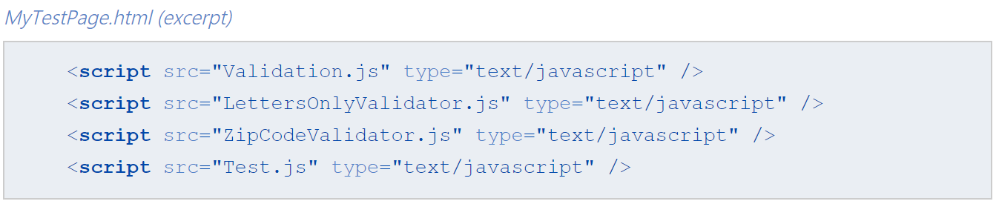 MyTestPage.html (excerpt)
<script src="Validation.js" type="text/javascript" />
<script src="LettersOnlyValidator.js" type="text/javascript" />
<script src="ZipCodeValidator.js" type="text/javascript" />
<script src="Test.js" type="text/javascript" />